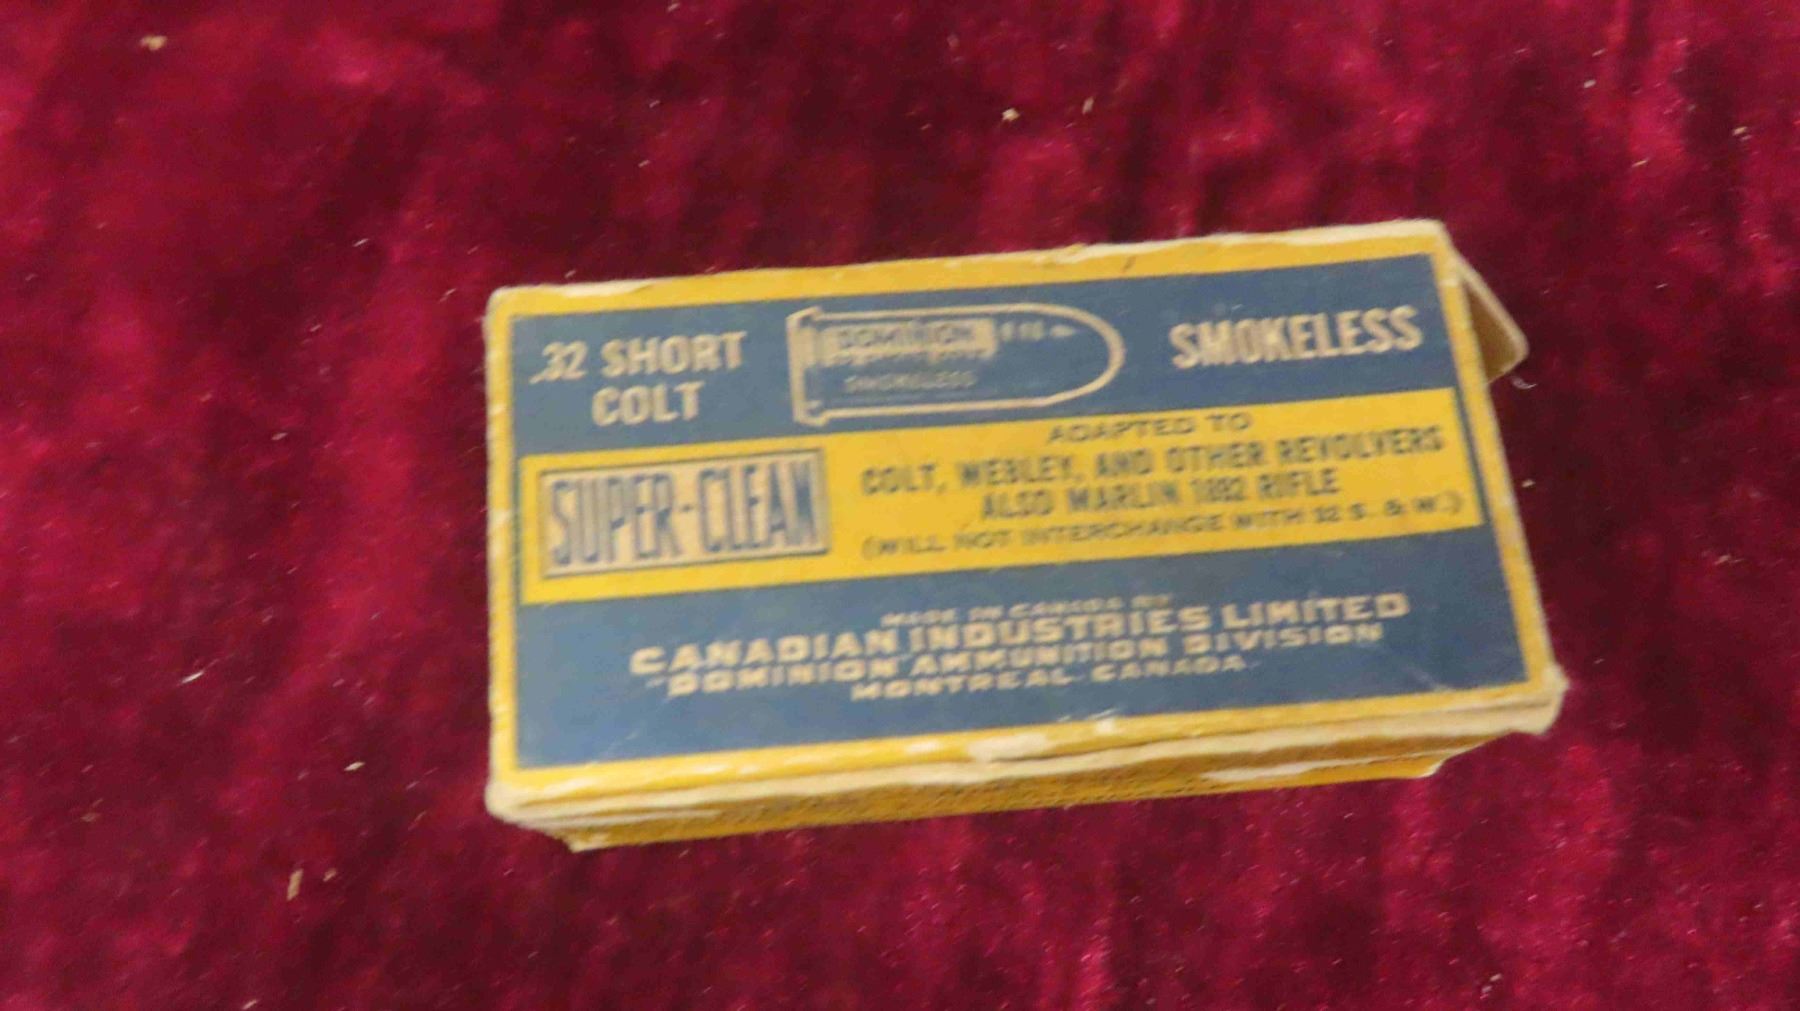 .32 SHORT
COLT
DOMINION
SMOKELESS
SMOKELESS
SUPER-CLEAN
ADAPTED TO
COLT, WEBLEY, AND OTHER REVOLVERS
ALSO MARLIN 1892 RIFLE
(WILL NOT INTERCHANGE WITH 32 S. & W.)
MADE IN CANADA BY
CANADIAN INDUSTRIES LIMITED
"DOMINION" AMMUNITION DIVISION
MONTREAL CANADA